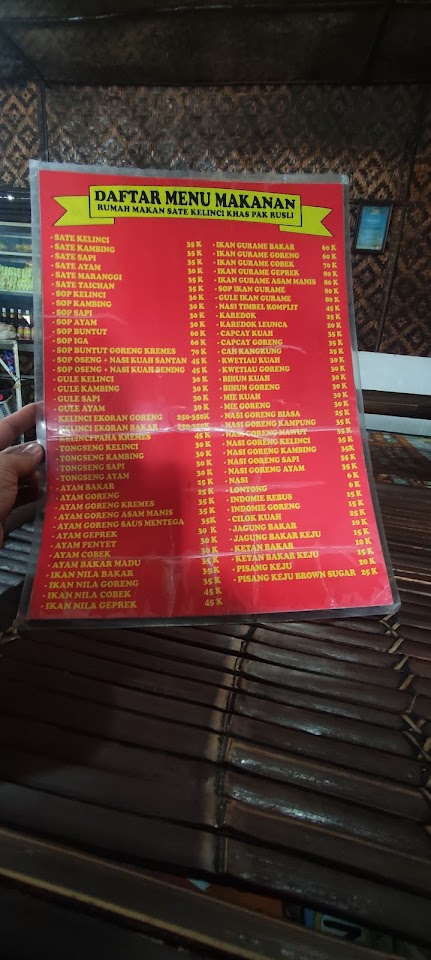 DAFTAR MENU MAKANAN
RUMAH MAKAN SATE KELINCI KHAS PAK RUSLI
· SATE KELINCI 35 K
· SATE KAMBING 35 K
· SATE SAPI 35 K
· SATE AYAM 30 K
· SATE MARANGGI 35 K
· SATE TAICHAN 35 K
· SOP KELINCI 30 K
· SOP KAMBING 30 K
· SOP SAPI 30 K
· SOP AYAM 30 K
· SOP BUNTUT 60 K
· SOP IGA 60 K
· SOP BUNTUT GORENG KREMES 70 K
· SOP OSENG + NASI KUAH SANTAN 45 K
· SOP OSENG + NASI KUAH BENING 45 K
· GULE KELINCI 30 K
· GULE KAMBING 30 K
· GULE SAPI 30 K
· GULE AYAM 30 K
· KELINCI EKORAN GORENG 250-350K
· KELINCI EKORAN BAKAR 250-350K
· KELINCI PAHA KREMES 45 K
· TONGSENG KELINCI 30 K
· TONGSENG KAMBING 30 K
· TONGSENG SAPI 30 K
· TONGSENG AYAM 30 K
· AYAM BAKAR 25 K
· AYAM GORENG 25 K
· AYAM GORENG KREMES 35 K
· AYAM GORENG ASAM MANIS 35 K
· AYAM GORENG SAUS MENTEGA 35K
· AYAM GEPREK 30 K
· AYAM PENYET 30 K
· AYAM COBEK 30 K
· AYAM BAKAR MADU 35 K
· IKAN NILA BAKAR 35 K
· IKAN NILA GORENG 35 K
· IKAN NILA COBEK 45 K
· IKAN NILA GEPREK 45 K
· IKAN GURAME BAKAR 60 K
· IKAN GURAME GORENG 60 K
· IKAN GURAME COBEK 70 K
· IKAN GURAME GEPREK 80 K
· IKAN GURAME ASAM MANIS 80 K
· SOP IKAN GURAME 80 K
· GULE IKAN GURAME 80 K
· NASI TIMBEL KOMPLIT 45 K
· KAREDOK 25 K
· KAREDOK LEUNCA 20 K
· CAPCAY KUAH 35 K
· CAPCAY GORENG 35 K
· CAH KANGKUNG 25 K
· KWETIAU KUAH 30 K
· KWETIAU GORENG 30 K
· BIHUN KUAH 30 K
· BIHUN GORENG 30 K
· MIE KUAH 30 K
· MIE GORENG 30 K
· NASI GORENG BIASA 25 K
· NASI GORENG KAMPUNG 35 K
· NASI GORENG MAWUT 35 K
· NASI GORENG KELINCI 35 K
· NASI GORENG KAMBING 35K
· NASI GORENG SAPI 35 K
· NASI GORENG AYAM 35 K
· NASI 6 K
· LONTONG 6 K
· INDOMIE REBUS 15 K
· INDOMIE GORENG 15 K
· CILOK KUAH 25 K
· JAGUNG BAKAR 10 K
· JAGUNG BAKAR KEJU 15 K
· KETAN BAKAR 10 K
· KETAN BAKAR KEJU 15 K
· PISANG KEJU 20 K
· PISANG KEJU BROWN SUGAR 25 K